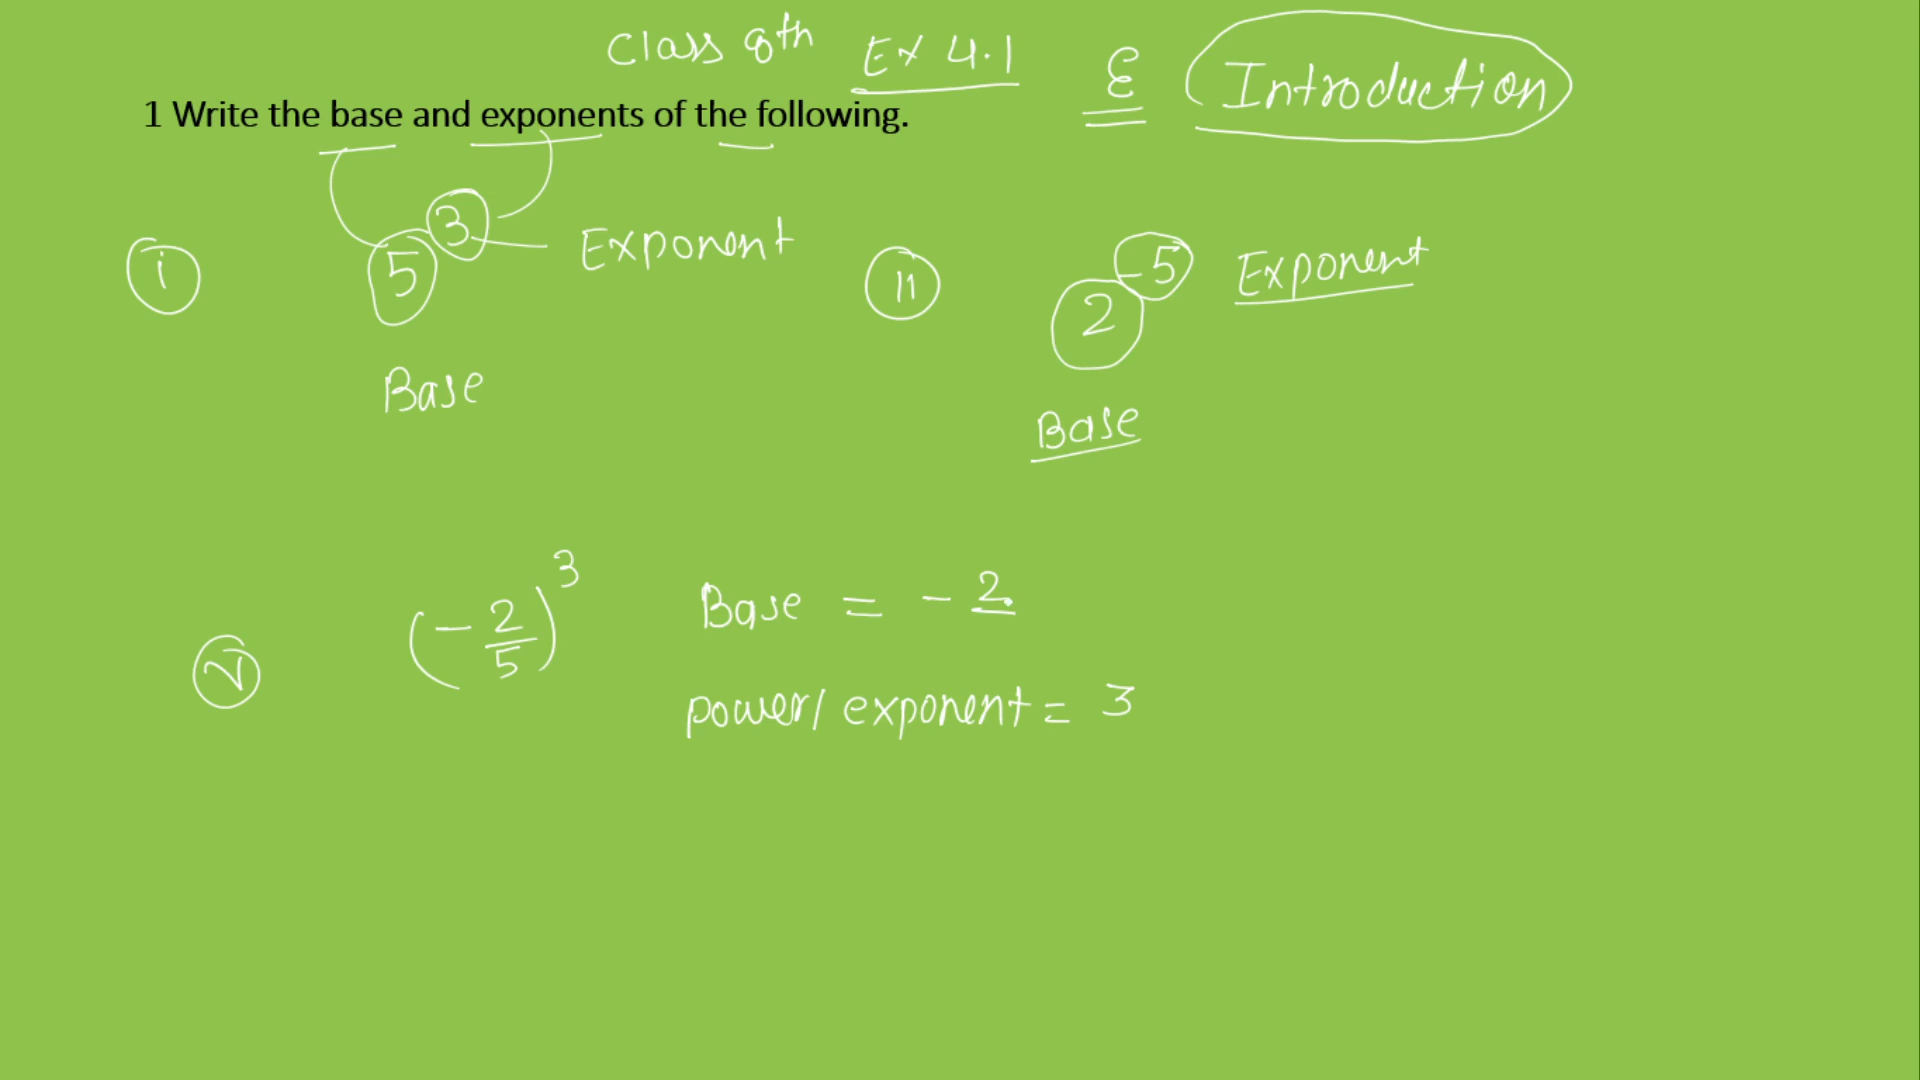 Class 8th Ex 4.1 & Introduction
1 Write the base and exponents of the following.
i 5^3 Exponent
Base
ii 2^-5 Exponent
Base
v (-2/5)^3 Base = - 2
power/ exponent = 3